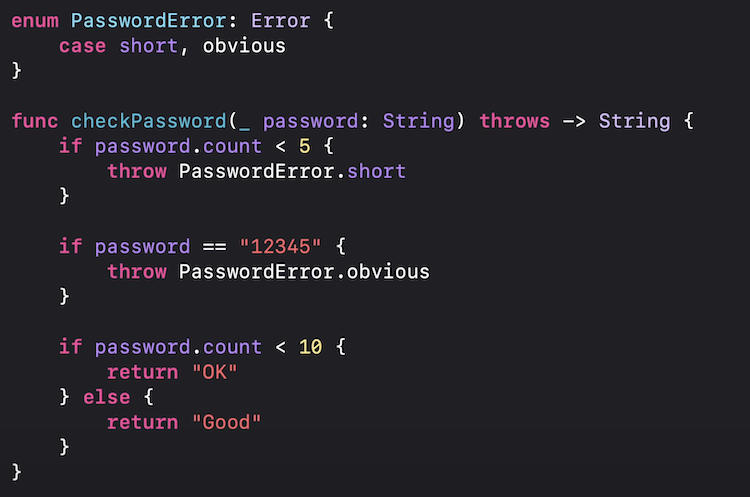 enum PasswordError: Error {
    case short, obvious
}

func checkPassword(_ password: String) throws -> String {
    if password.count < 5 {
        throw PasswordError.short
    }

    if password == "12345" {
        throw PasswordError.obvious
    }

    if password.count < 10 {
        return "OK"
    } else {
        return "Good"
    }
}